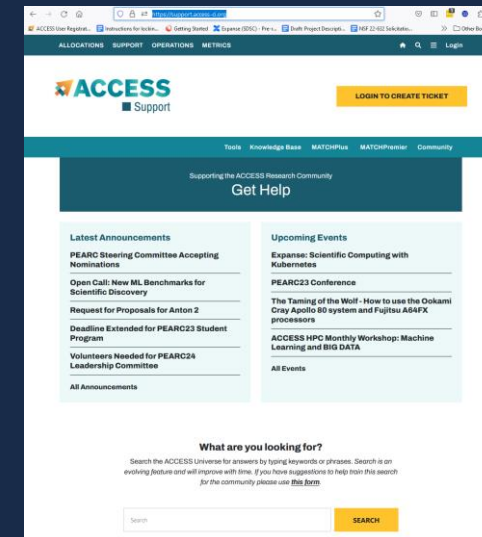 https://support.access-ci.org
ACCESS User Registrat...
Instructions for lockin...
Getting Started
Expanse (SDSC) - Pre-r...
Draft Project Descripti...
NSF 22-632 Solicitatio...
Other Bo
ALLOCATIONS SUPPORT OPERATIONS METRICS
Login
ACCESS
Support
LOGIN TO CREATE TICKET
Tools Knowledge Base MATCHPlus MATCHPremier Community
Supporting the ACCESS Research Community
Get Help
Latest Announcements
PEARC Steering Committee Accepting
Nominations
Open Call: New ML Benchmarks for
Scientific Discovery
Request for Proposals for Anton 2
Deadline Extended for PEARC23 Student
Program
Volunteers Needed for PEARC24
Leadership Committee
All Announcements
Upcoming Events
Expanse: Scientific Computing with
Kubernetes
PEARC23 Conference
The Taming of the Wolf - How to use the Ookami
Cray Apollo 80 system and Fujitsu A64FX
processors
ACCESS HPC Monthly Workshop: Machine
Learning and BIG DATA
All Events
What are you looking for?
Search the ACCESS Universe for answers by typing keywords or phrases. Search is an
evolving feature and will improve with time. If you have suggestions to help train this search
for the community please use this form.
Search
SEARCH